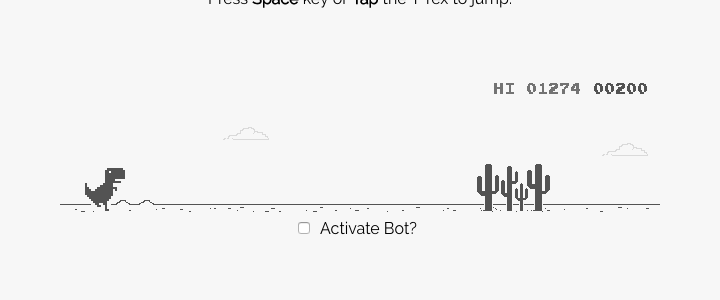 Press Space key or Tap the T-rex to jump.
HI 01274 00200
Activate Bot?